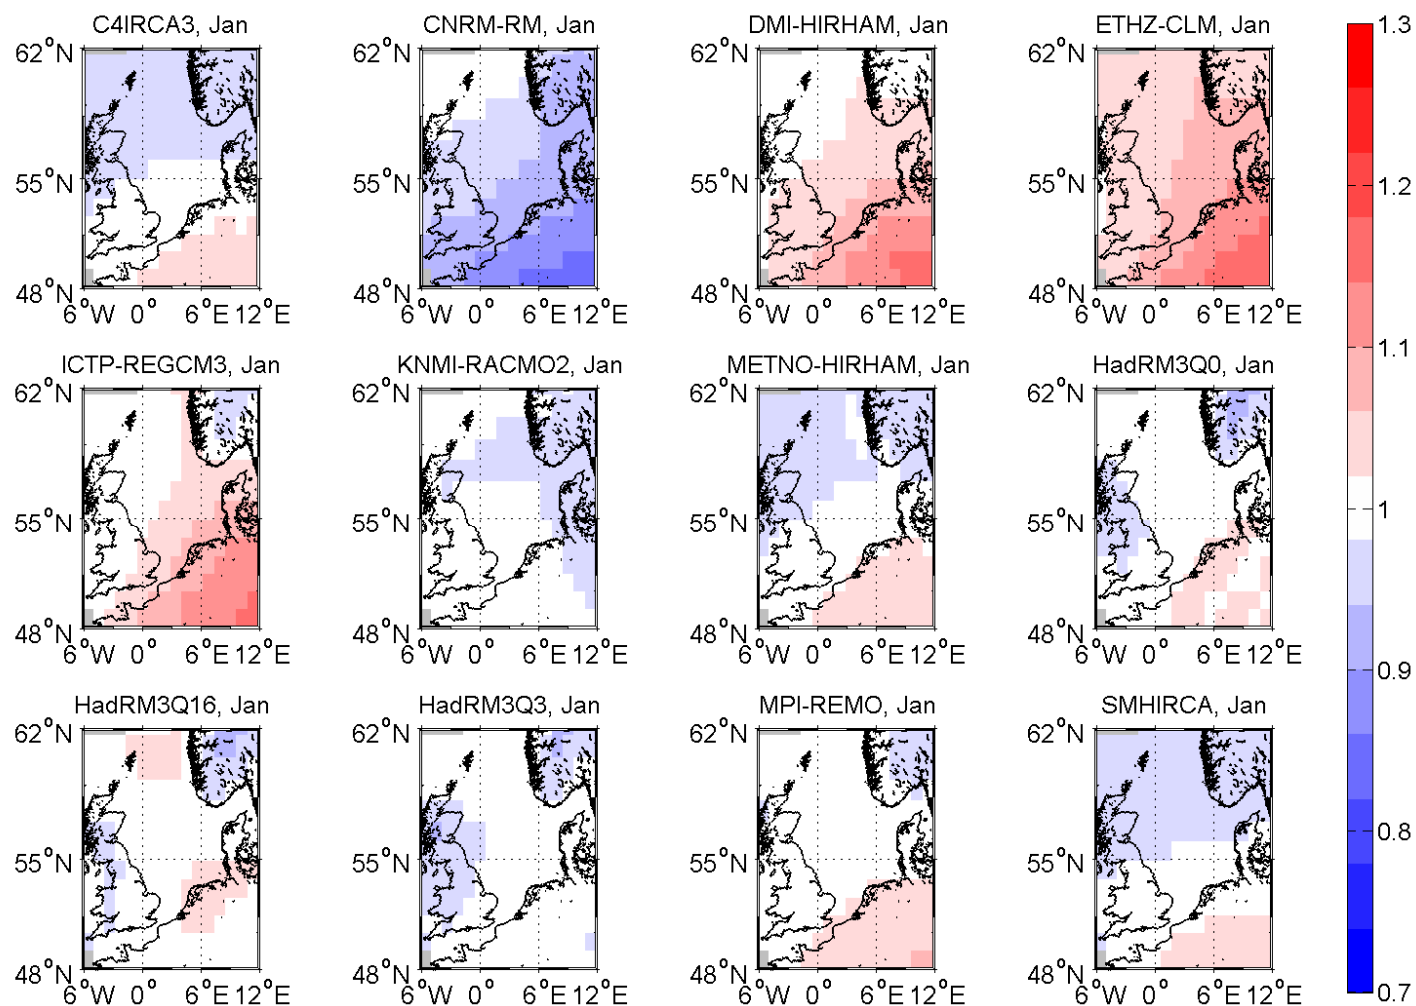 C4IRCA3, Jan
CNRM-RM, Jan
DMI-HIRHAM, Jan
ETHZ-CLM, Jan
62°N
55°N
48°N
6°W 0° 6°E 12°E
62°N
55°N
48°N
6°W 0° 6°E 12°E
62°N
55°N
48°N
6°W 0° 6°E 12°E
62°N
55°N
48°N
6°W 0° 6°E 12°E
ICTP-REGCM3, Jan
KNMI-RACMO2, Jan
METNO-HIRHAM, Jan
HadRM3Q0, Jan
62°N
55°N
48°N
6°W 0° 6°E 12°E
62°N
55°N
48°N
6°W 0° 6°E 12°E
62°N
55°N
48°N
6°W 0° 6°E 12°E
62°N
55°N
48°N
6°W 0° 6°E 12°E
HadRM3Q16, Jan
HadRM3Q3, Jan
MPI-REMO, Jan
SMHIRCA, Jan
62°N
55°N
48°N
6°W 0° 6°E 12°E
62°N
55°N
48°N
6°W 0° 6°E 12°E
62°N
55°N
48°N
6°W 0° 6°E 12°E
62°N
55°N
48°N
6°W 0° 6°E 12°E
1.3
1.2
1.1
1
0.9
0.8
0.7